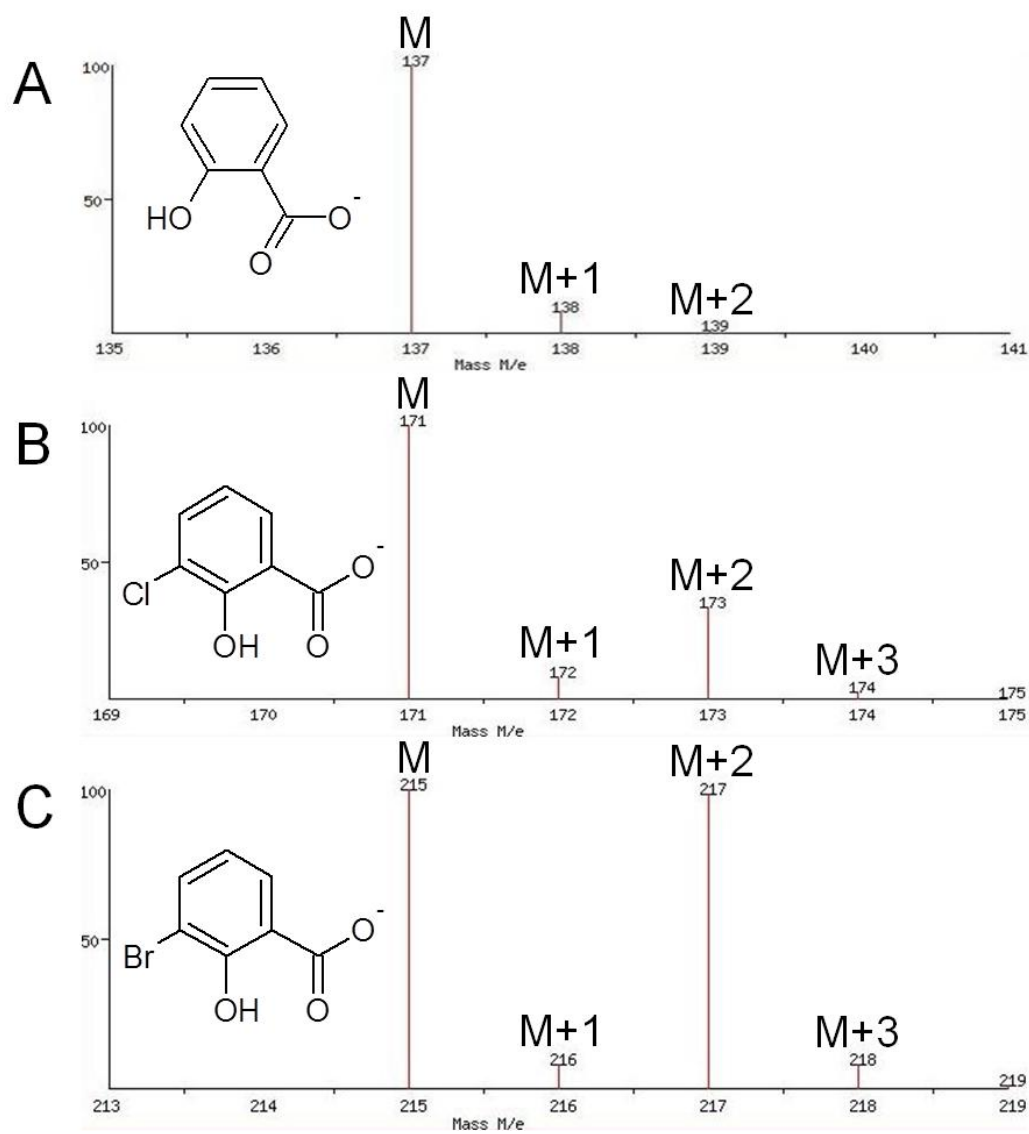 A
M
137
100
50
HO
O
O-
M+1
138
M+2
139
135 136 137 138 139 140 141
Mass M/e
B
M
171
100
50
Cl
OH
O
O-
M+1
172
M+2
173
M+3
174
175
169 170 171 172 173 174 175
Mass M/e
C
M
215
M+2
217
100
50
Br
OH
O
O-
M+1
216
M+3
218
219
213 214 215 216 217 218 219
Mass M/e